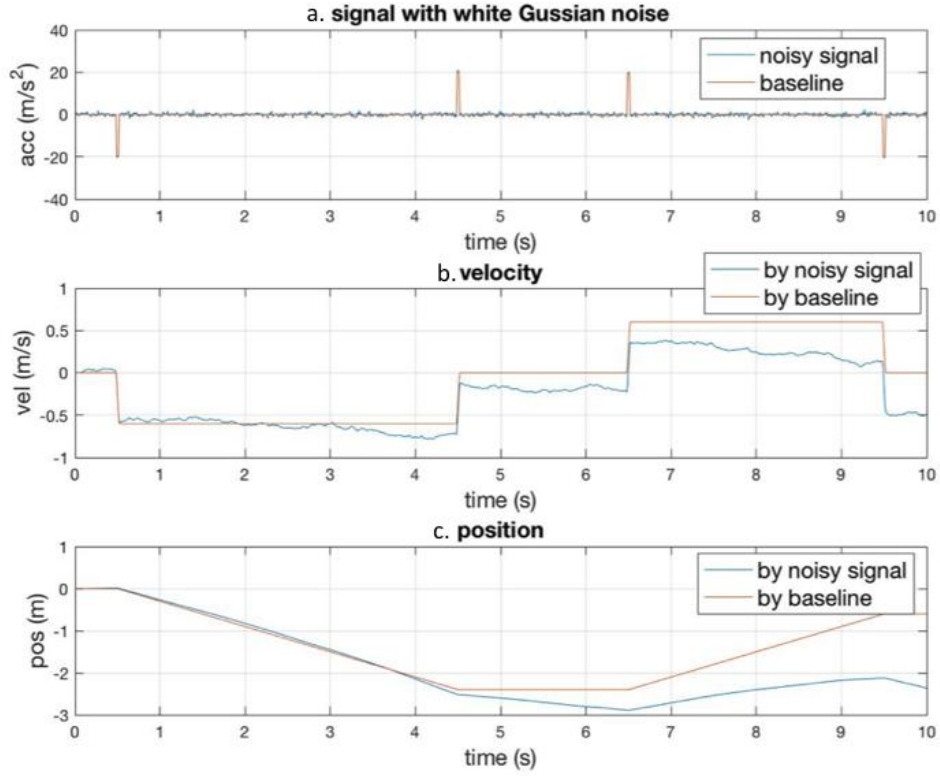 a. signal with white Gussian noise
noisy signal
baseline
acc (m/s²)
40
20
0
-20
-40
0 1 2 3 4 5 6 7 8 9 10
time (s)
b. velocity
by noisy signal
by baseline
vel (m/s)
1
0.5
0
-0.5
-1
0 1 2 3 4 5 6 7 8 9 10
time (s)
c. position
by noisy signal
by baseline
pos (m)
1
0
-1
-2
-3
0 1 2 3 4 5 6 7 8 9 10
time (s)